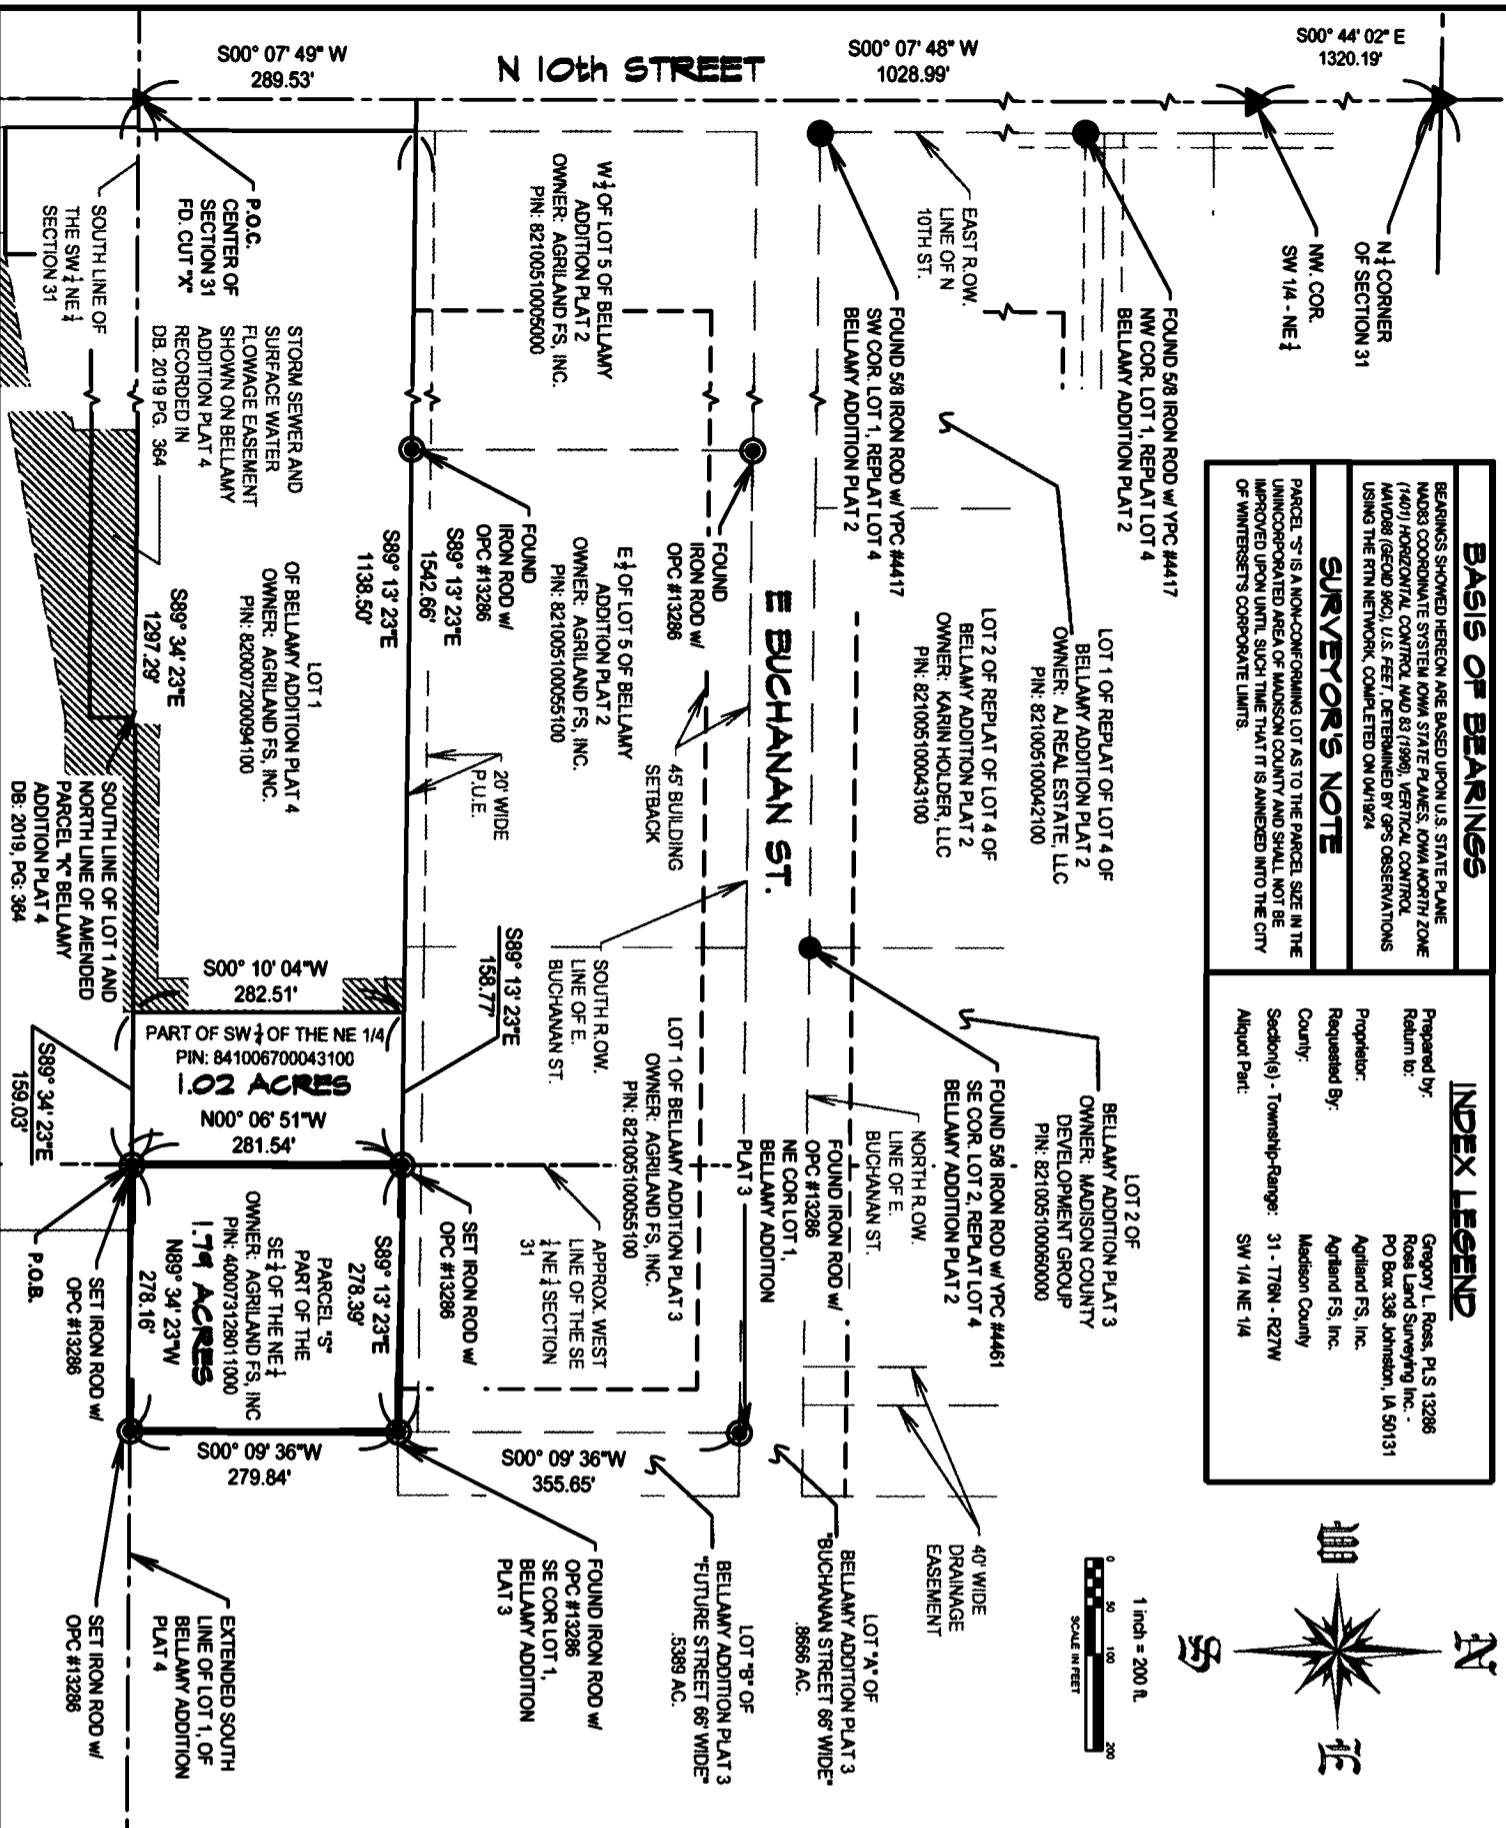 BASIS OF BEARINGS
BEARINGS SHOWED HEREON ARE BASED UPON U.S. STATE PLANE
NAD83 COORDINATE SYSTEM IOWA STATE PLANES, IOWA NORTH ZONE
(1401) HORIZONTAL CONTROL NAD 83 (1996), VERTICAL CONTROL
NAVD88 (GEOID 96C), U.S. FEET, DETERMINED BY GPS OBSERVATIONS
USING THE RTN NETWORK, COMPLETED ON 04/19/24
SURVEYOR'S NOTE
PARCEL "S" IS A NON-CONFORMING LOT AS TO THE PARCEL SIZE IN THE
UNINCORPORATED AREA OF MADISON COUNTY AND SHALL NOT BE
IMPROVED UPON UNTIL SUCH TIME THAT IT IS ANNEXED INTO THE CITY
OF WINTERSET'S CORPORATE LIMITS.
INDEX LEGEND
Prepared by: Gregory L. Ross, PLS 13286
Return to: Ross Land Surveying Inc. -
PO Box 336 Johnston, IA 50131
Proprietor: Agriland FS, Inc.
Requested By: Agriland FS, Inc.
County: Madison County
Section(s) - Township-Range: 31 - T76N - R27W
Aliquot Part: SW 1/4 NE 1/4
N
E
S
W
1 inch = 200 ft.
0 50 100 200
SCALE IN FEET
S00° 44' 02" E
1320.19'
N ¼ CORNER
OF SECTION 31
NW. COR.
SW 1/4 - NE ¼
S00° 07' 48" W
1028.99'
N 10th STREET
S00° 07' 49" W
289.53'
FOUND 5/8 IRON ROD w/ YPC #4417
NW COR. LOT 1, REPLAT LOT 4
BELLAMY ADDITION PLAT 2
EAST R.O.W.
LINE OF N
10TH ST.
FOUND 5/8 IRON ROD w/ YPC #4417
SW COR. LOT 1, REPLAT LOT 4
BELLAMY ADDITION PLAT 2
LOT 1 OF REPLAT OF LOT 4 OF
BELLAMY ADDITION PLAT 2
OWNER: AJ REAL ESTATE, LLC
PIN: 821005100042100
LOT 2 OF REPLAT OF LOT 4 OF
BELLAMY ADDITION PLAT 2
OWNER: KARIN HOLDER, LLC
PIN: 821005100043100
LOT 2 OF
BELLAMY ADDITION PLAT 3
OWNER: MADISON COUNTY
DEVELOPMENT GROUP
PIN: 821005100060000
FOUND 5/8 IRON ROD w/ YPC #4461
SE COR. LOT 2, REPLAT LOT 4
BELLAMY ADDITION PLAT 2
40' WIDE
DRAINAGE
EASEMENT
NORTH R.O.W.
LINE OF E.
BUCHANAN ST.
LOT "A" OF
BELLAMY ADDITION PLAT 3
"BUCHANAN STREET 66' WIDE"
.8666 AC.
E BUCHANAN ST.
FOUND IRON ROD w/
OPC #13286
NE COR LOT 1,
BELLAMY ADDITION
PLAT 3
LOT "B" OF
BELLAMY ADDITION PLAT 3
"FUTURE STREET 66' WIDE"
.5389 AC.
W ½ OF LOT 5 OF BELLAMY
ADDITION PLAT 2
OWNER: AGRILAND FS, INC.
PIN: 821005100050000
FOUND
IRON ROD w/
OPC #13286
45' BUILDING
SETBACK
E ½ OF LOT 5 OF BELLAMY
ADDITION PLAT 2
OWNER: AGRILAND FS, INC.
PIN: 821005100055100
SOUTH R.O.W.
LINE OF E.
BUCHANAN ST.
LOT 1 OF BELLAMY ADDITION PLAT 3
OWNER: AGRILAND FS, INC.
PIN: 821005100055100
APPROX. WEST
LINE OF THE SE
¼ NE ¼ SECTION
31
S00° 09' 36"W
355.65'
FOUND IRON ROD w/
OPC #13286
SE COR LOT 1,
BELLAMY ADDITION
PLAT 3
FOUND
IRON ROD w/
OPC #13286
20' WIDE
P.U.E.
S89° 13' 23"E
1542.66'
S89° 13' 23"E
1138.50'
S89° 13' 23"E
158.77'
SET IRON ROD w/
OPC #13286
S89° 13' 23"E
278.39'
P.O.C.
CENTER OF
SECTION 31
FD. CUT "X"
SOUTH LINE OF
THE SW ¼ NE ¼
SECTION 31
STORM SEWER AND
SURFACE WATER
FLOWAGE EASEMENT
SHOWN ON BELLAMY
ADDITION PLAT 4
RECORDED IN
DB. 2019 PG. 364
LOT 1
OF BELLAMY ADDITION PLAT 4
OWNER: AGRILAND FS, INC.
PIN: 820007200094100
S89° 34' 23"E
1297.29'
SOUTH LINE OF LOT 1 AND
NORTH LINE OF AMENDED
PARCEL "K" BELLAMY
ADDITION PLAT 4
DB: 2019, PG: 364
S00° 10' 04"W
282.51'
PART OF SW ¼ OF THE NE 1/4
PIN: 841006700043100
1.02 ACRES
N00° 06' 51"W
281.54'
S89° 34' 23"E
159.03'
PARCEL "S"
PART OF THE
SE ¼ OF THE NE ¼
OWNER: AGRILAND FS, INC
PIN: 400073128011000
1.79 ACRES
N89° 34' 23"W
278.16'
S00° 09' 36"W
279.84'
P.O.B.
SET IRON ROD w/
OPC #13286
SET IRON ROD w/
OPC #13286
EXTENDED SOUTH
LINE OF LOT 1, OF
BELLAMY ADDITION
PLAT 4